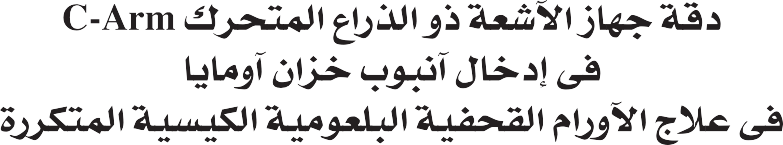 دقة جهاز الآشعة ذو الذراع المتحرك C-Arm
فى إدخال آنبوب خزان آومايا
فى علاج الآورام القحفية البلعومية الكيسية المتكررة